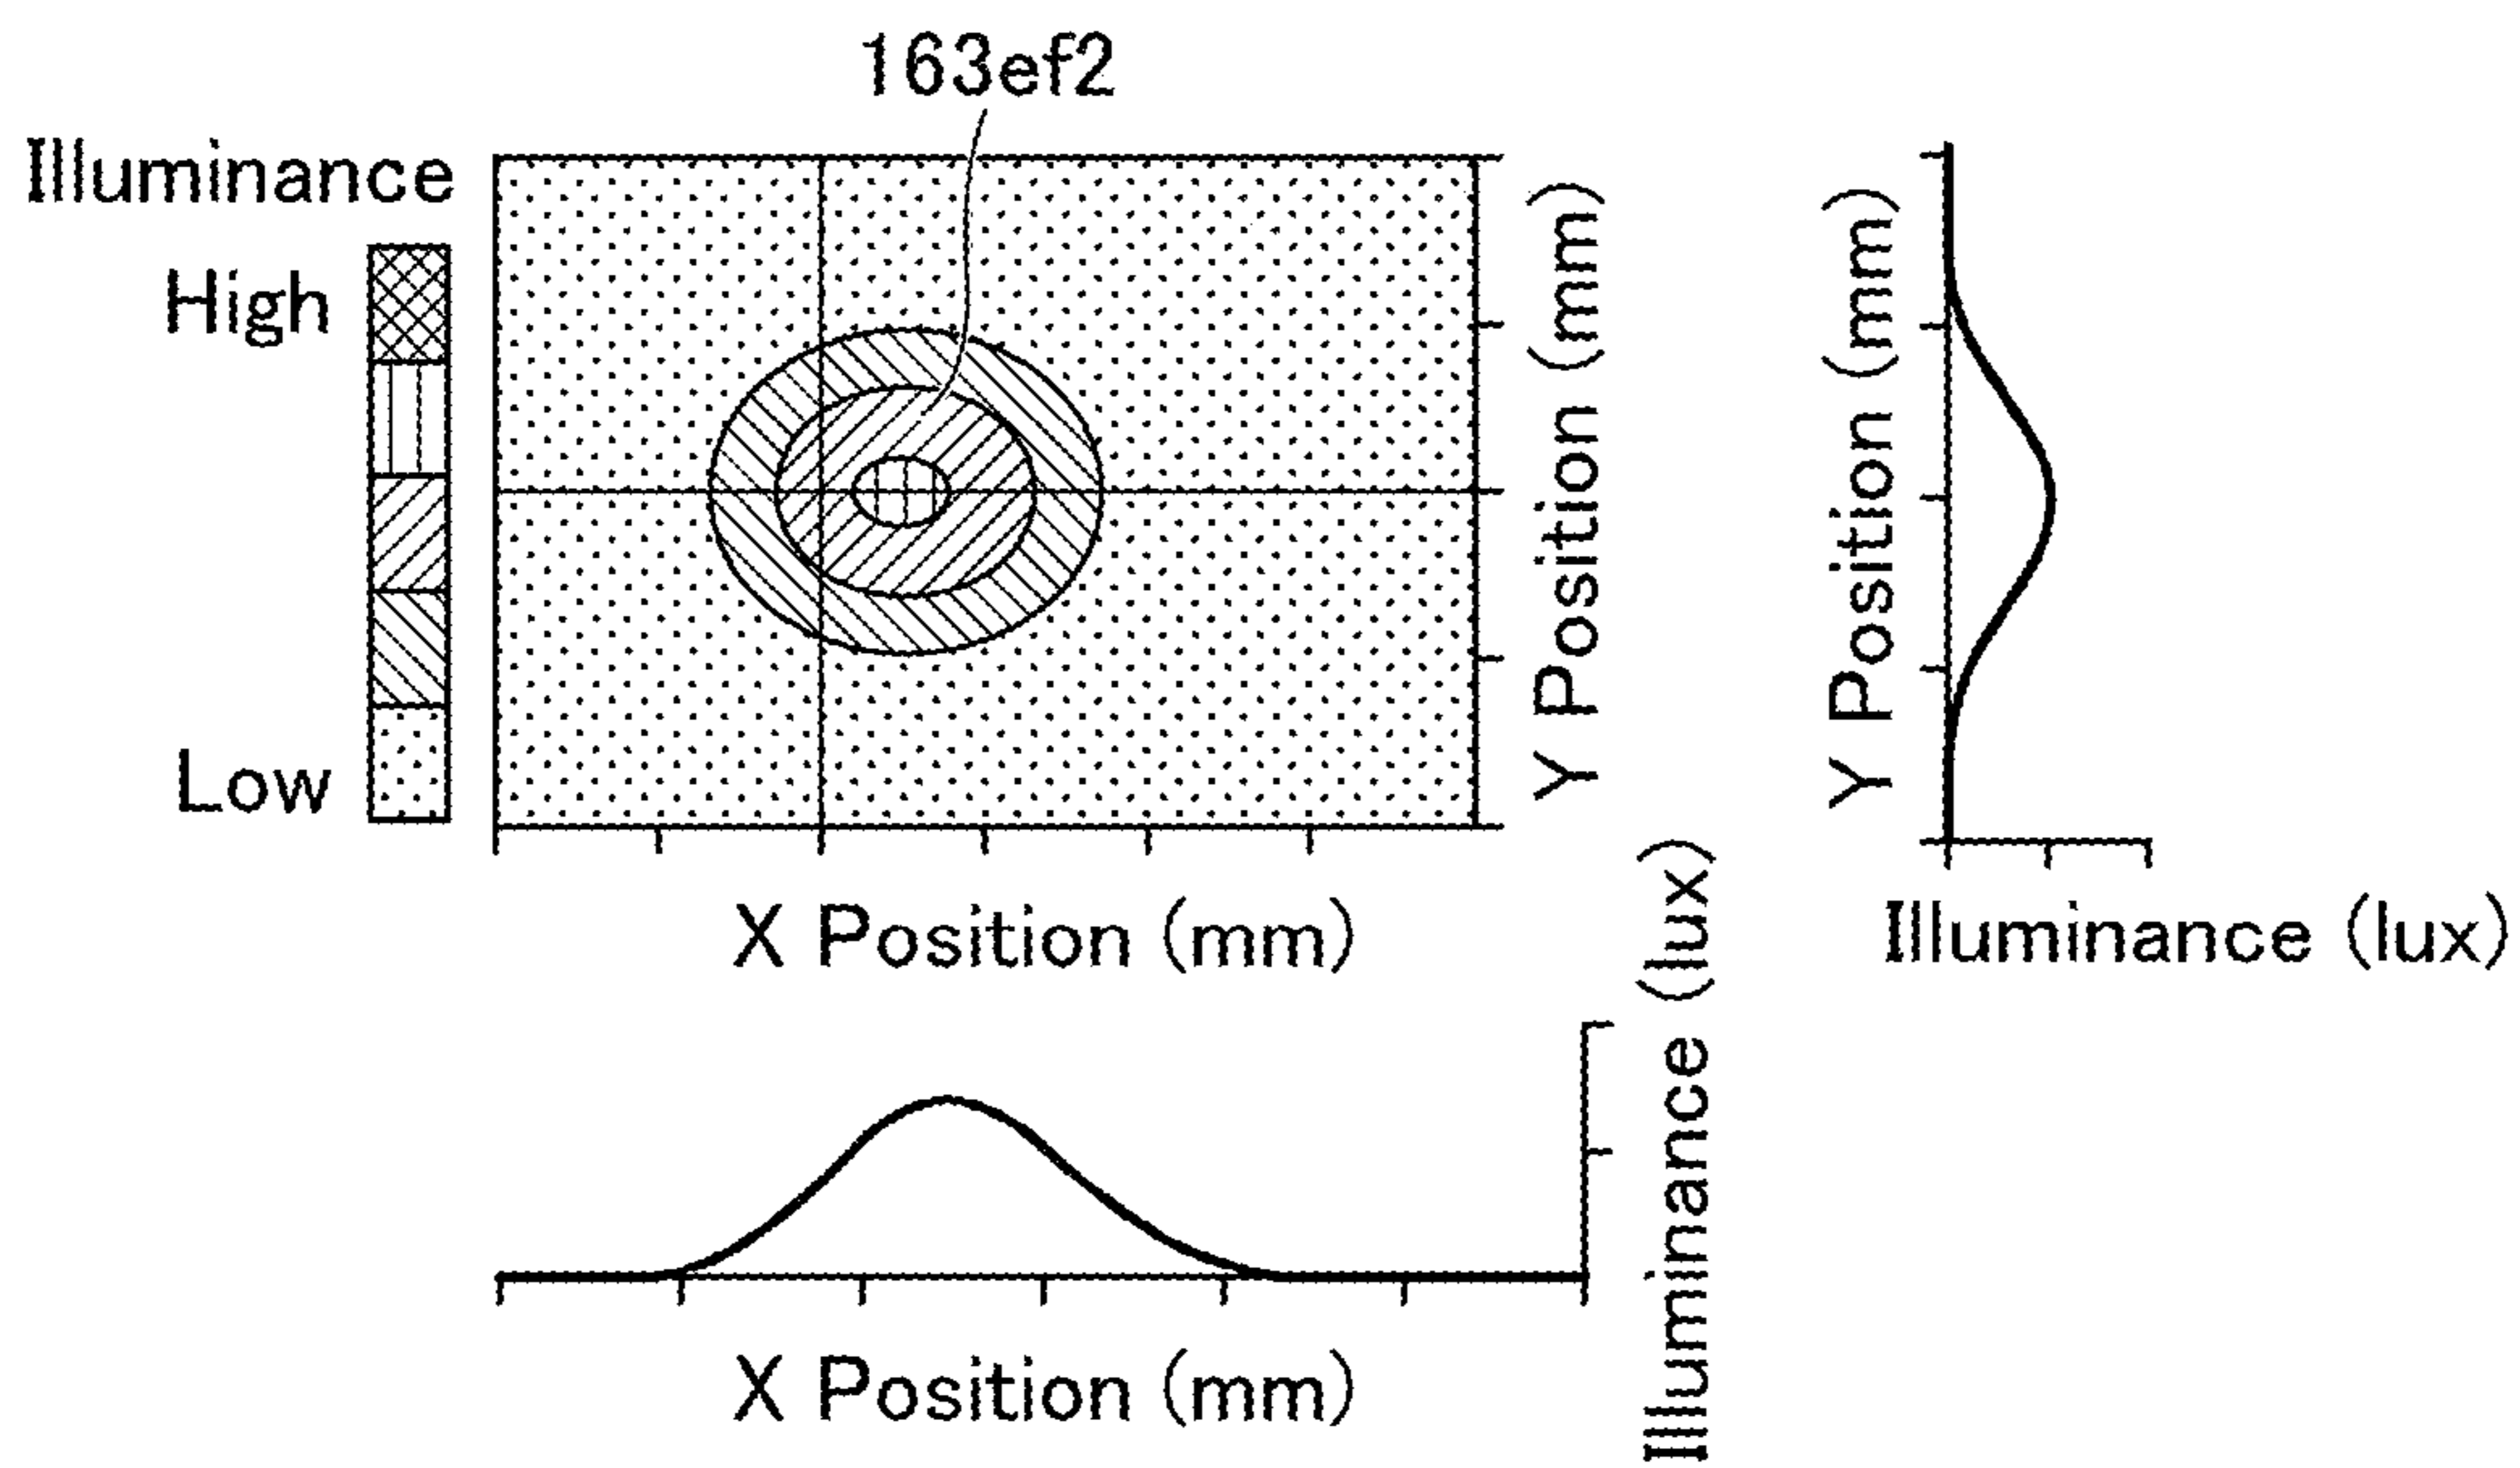 163ef2
Illuminance
High
Low
X Position (mm)
Y Position (mm)
Y Position (mm)
Illuminance (lux)
X Position (mm)
Illuminance (lux)